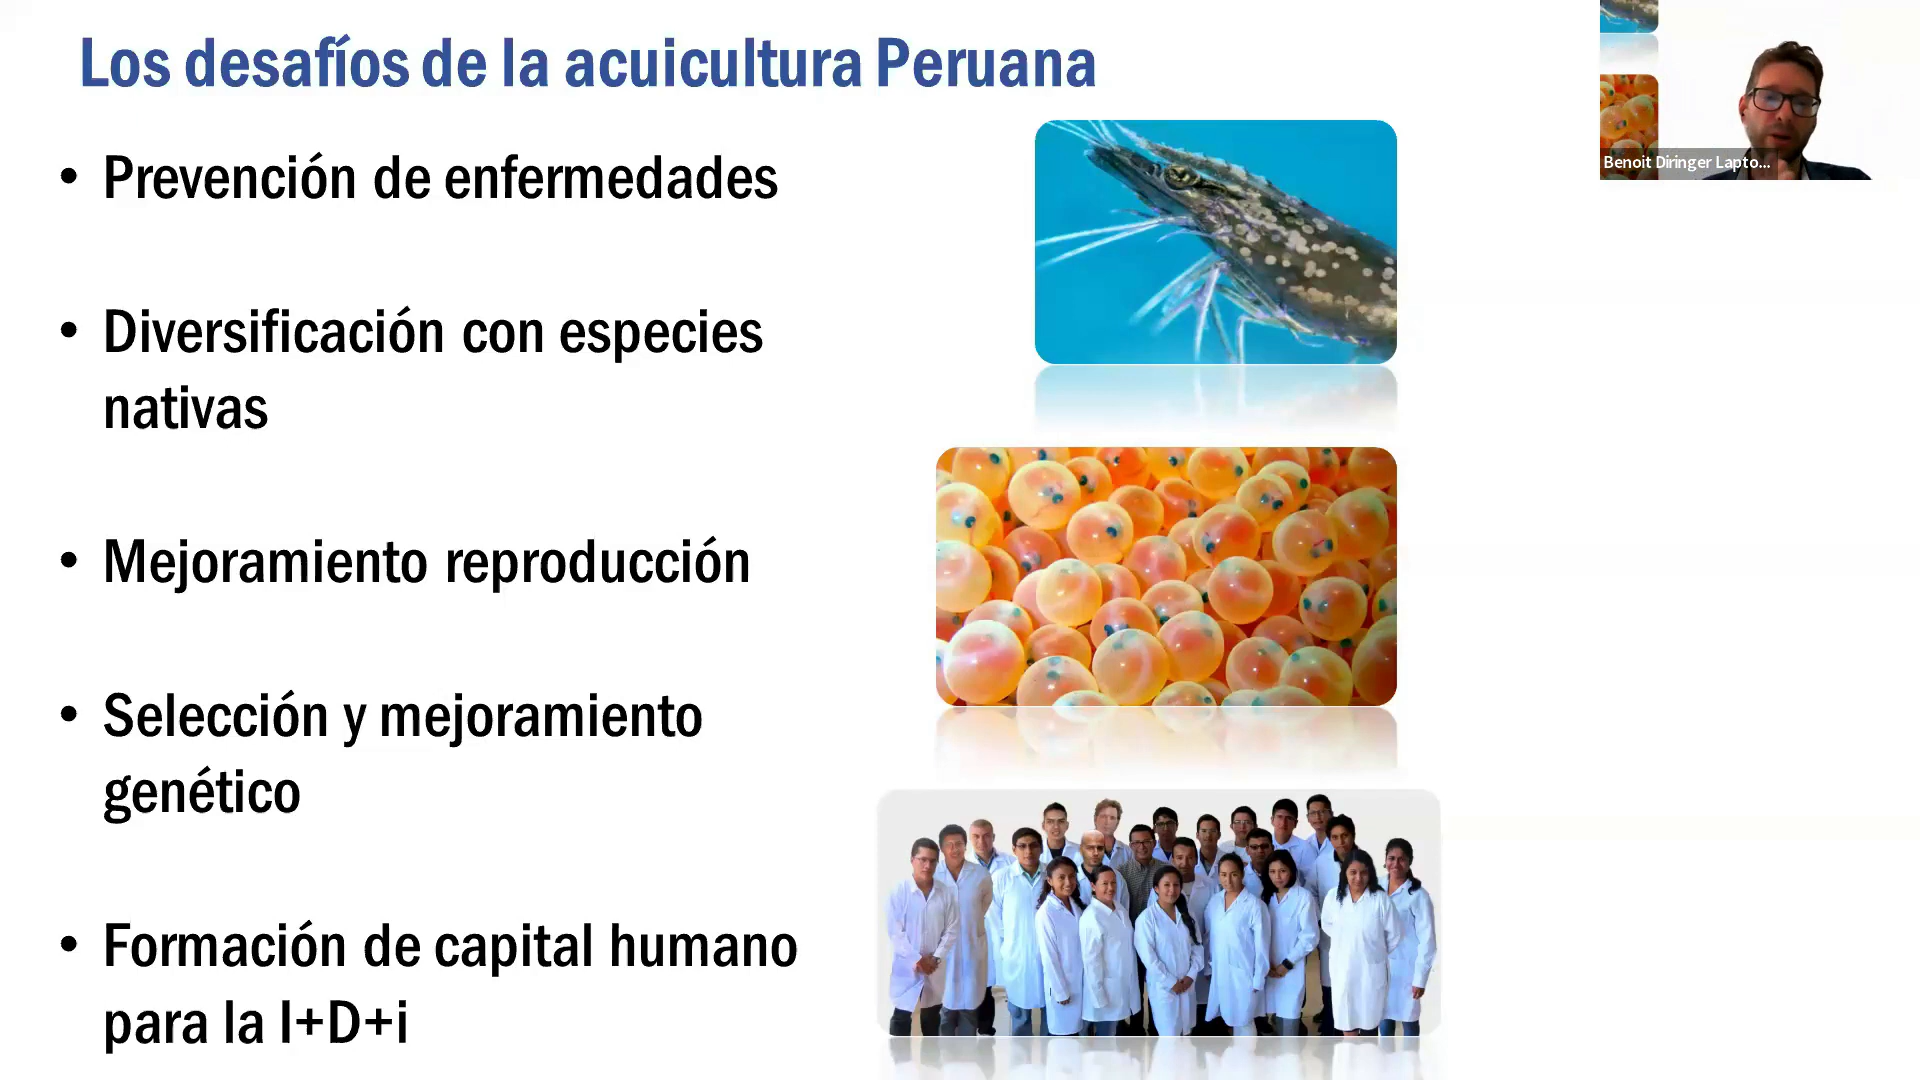 Los desafíos de la acuicultura Peruana
• Prevención de enfermedades
• Diversificación con especies
nativas
• Mejoramiento reproducción
• Selección y mejoramiento
genético
• Formación de capital humano
para la I+D+i
Benoit Diringer Lapto...